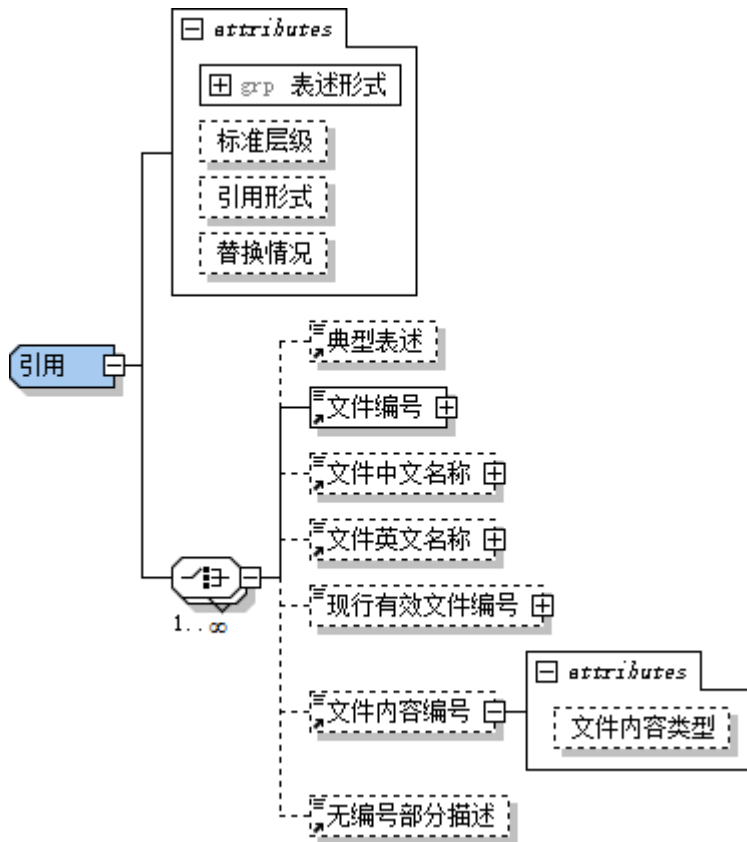 attributes
grp 表述形式
标准层级
引用形式
替换情况
引用
典型表述
文件编号
文件中文名称
文件英文名称
现行有效文件编号
1..∞
attributes
文件内容编号
文件内容类型
无编号部分描述